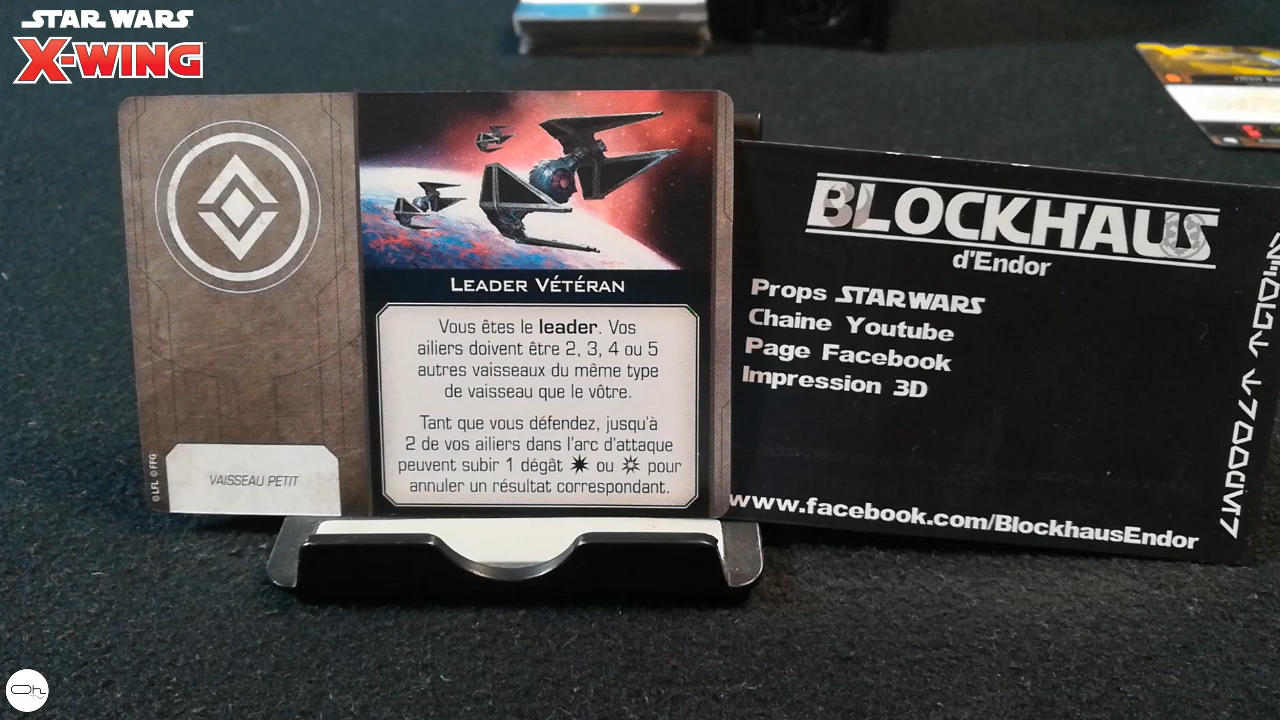 STAR WARS
X-WING
LEADER VÉTÉRAN
Vous êtes le leader. Vos
ailiers doivent être 2, 3, 4 ou 5
autres vaisseaux du même type
de vaisseau que le vôtre.
Tant que vous défendez, jusqu'à
2 de vos ailiers dans l'arc d'attaque
peuvent subir 1 dégât ou pour
annuler un résultat correspondant.
VAISSEAU PETIT
©LFL ©FFG
BLOCKHAUS
d'Endor
Props STARWARS
Chaine Youtube
Page Facebook
Impression 3D
www.facebook.com/BlockhausEndor